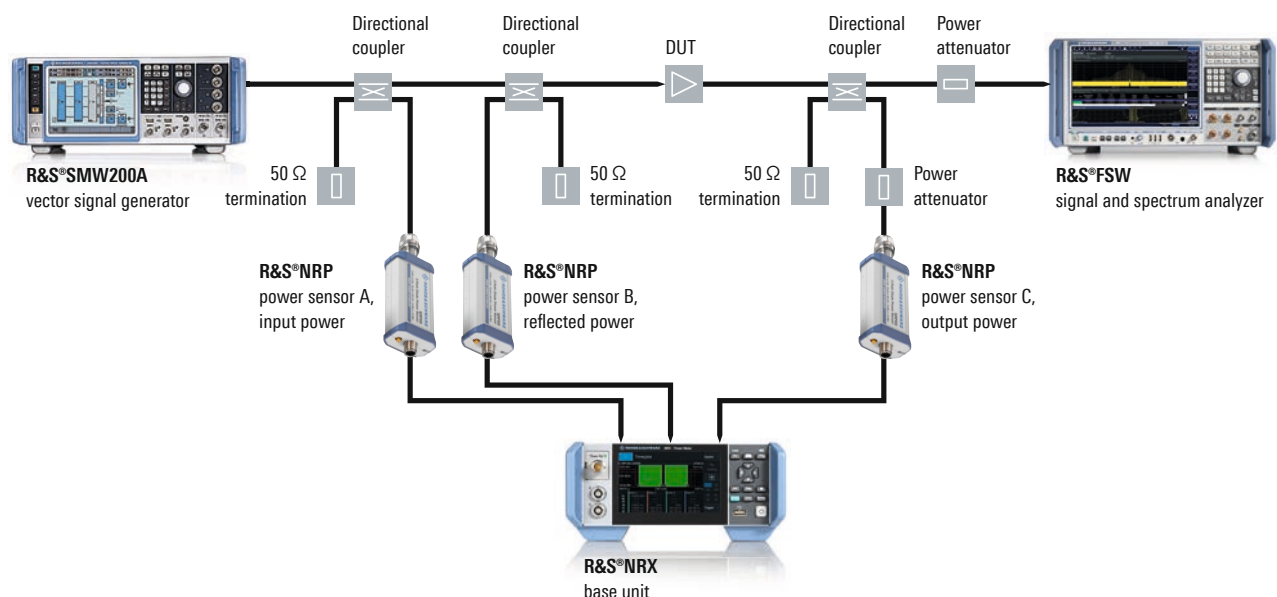 Directional
coupler
Directional
coupler
DUT
Directional
coupler
Power
attenuator
R&S®SMW200A
vector signal generator
50 Ω
termination
50 Ω
termination
50 Ω
termination
Power
attenuator
R&S®FSW
signal and spectrum analyzer
R&S®NRP
power sensor A,
input power
R&S®NRP
power sensor B,
reflected power
R&S®NRP
power sensor C,
output power
R&S®NRX
base unit